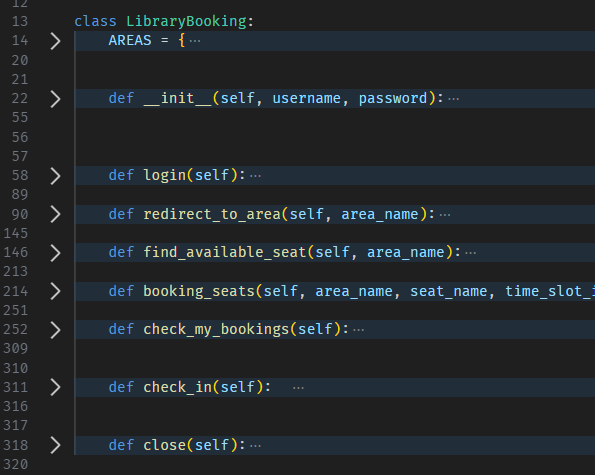 12
13 class LibraryBooking:
14 AREAS = {···
20
21
22 def __init__(self, username, password):···
55
56
57
58 def login(self):···
89
90 def redirect_to_area(self, area_name):···
145
146 def find_available_seat(self, area_name):···
213
214 def booking_seats(self, area_name, seat_name, time_slot_i
251
252 def check_my_bookings(self):···
309
310
311 def check_in(self): ···
316
317
318 def close(self):···
320